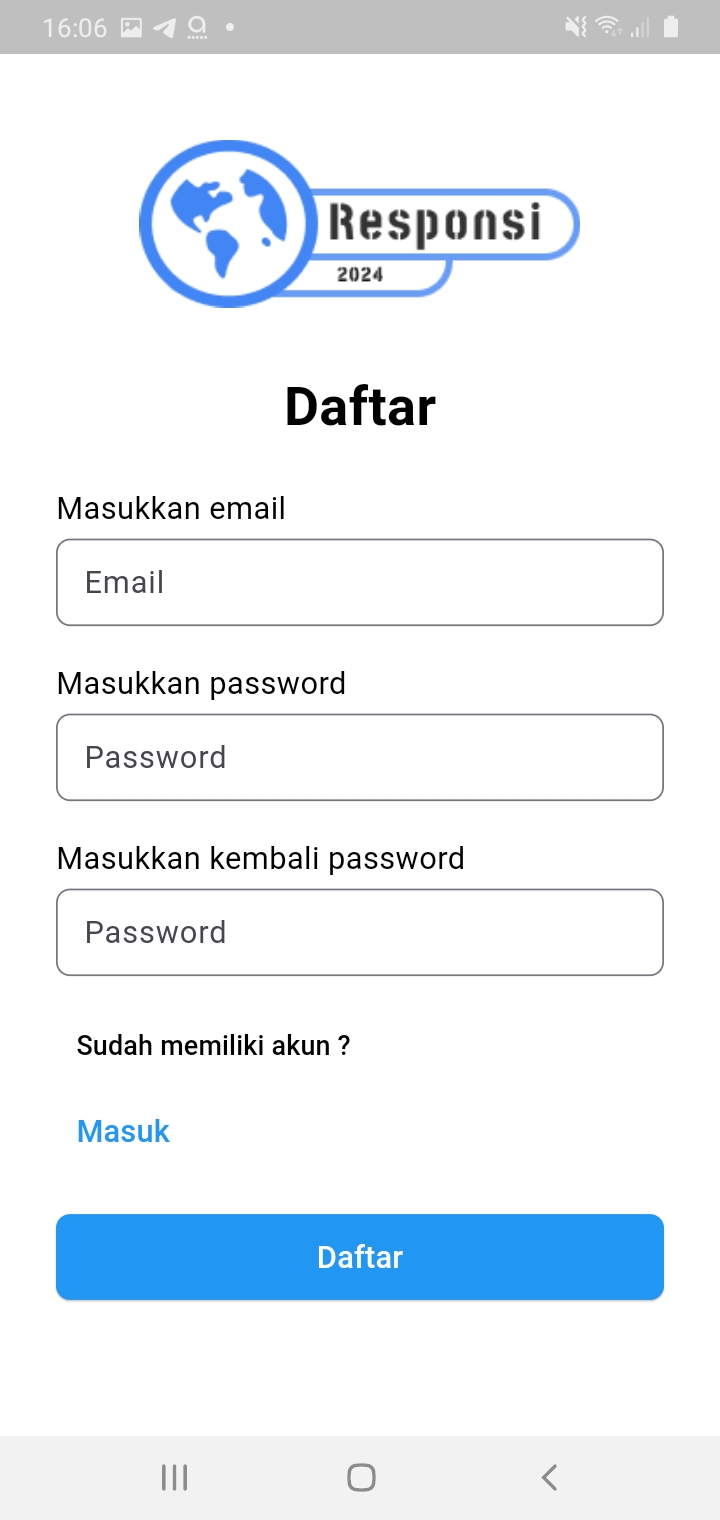 16:06
Responsi
2024
Daftar
Masukkan email
Email
Masukkan password
Password
Masukkan kembali password
Password
Sudah memiliki akun ?
Masuk
Daftar